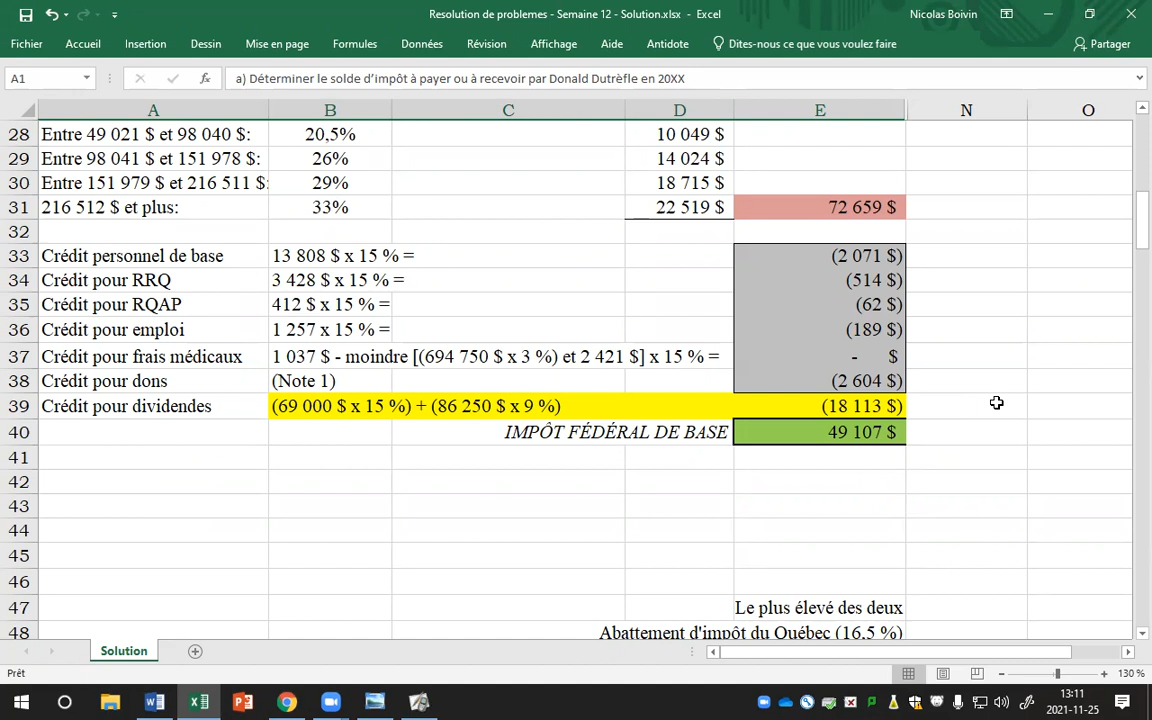 Resolution de problemes - Semaine 12 - Solution.xlsx - Excel
Nicolas Boivin
Fichier Accueil Insertion Dessin Mise en page Formules Données Révision Affichage Aide Antidote Dites-nous ce que vous voulez faire Partager
A1 fx a) Déterminer le solde d'impôt à payer ou à recevoir par Donald Dutrèfle en 20XX
A B C D E N O
28 Entre 49 021 $ et 98 040 $: 20,5% 10 049 $
29 Entre 98 041 $ et 151 978 $: 26% 14 024 $
30 Entre 151 979 $ et 216 511 $: 29% 18 715 $
31 216 512 $ et plus: 33% 22 519 $ 72 659 $
32
33 Crédit personnel de base 13 808 $ x 15 % = (2 071 $)
34 Crédit pour RRQ 3 428 $ x 15 % = (514 $)
35 Crédit pour RQAP 412 $ x 15 % = (62 $)
36 Crédit pour emploi 1 257 x 15 % = (189 $)
37 Crédit pour frais médicaux 1 037 $ - moindre [(694 750 $ x 3 %) et 2 421 $] x 15 % = - $
38 Crédit pour dons (Note 1) (2 604 $)
39 Crédit pour dividendes (69 000 $ x 15 %) + (86 250 $ x 9 %) (18 113 $)
40 IMPÔT FÉDÉRAL DE BASE 49 107 $
41
42
43
44
45
46
47 Le plus élevé des deux
48 Abattement d'impôt du Québec (16,5 %)
Solution
Prêt
130 %
13:11
2021-11-25